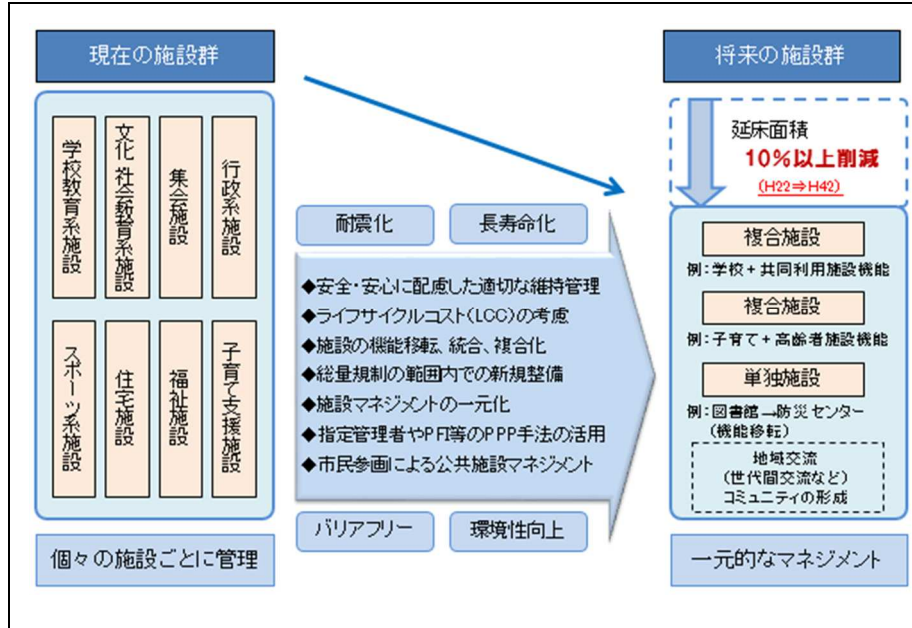 現在の施設群
学校教育系施設
文化 社会教育系施設
集会施設
行政系施設
スポーツ系施設
住宅施設
福祉施設
子育て支援施設
個々の施設ごとに管理
耐震化
長寿命化
◆安全・安心に配慮した適切な維持管理
◆ライフサイクルコスト(LCC)の考慮
◆施設の機能移転、統合、複合化
◆総量規制の範囲内での新規整備
◆施設マネジメントの一元化
◆指定管理者やPFI等のPPP手法の活用
◆市民参画による公共施設マネジメント
バリアフリー
環境性向上
将来の施設群
延床面積
10%以上削減
(H22⇒H42)
複合施設
例:学校+共同利用施設機能
複合施設
例:子育て+高齢者施設機能
単独施設
例:図書館→防災センター
(機能移転)
地域交流
(世代間交流など)
コミュニティの形成
一元的なマネジメント